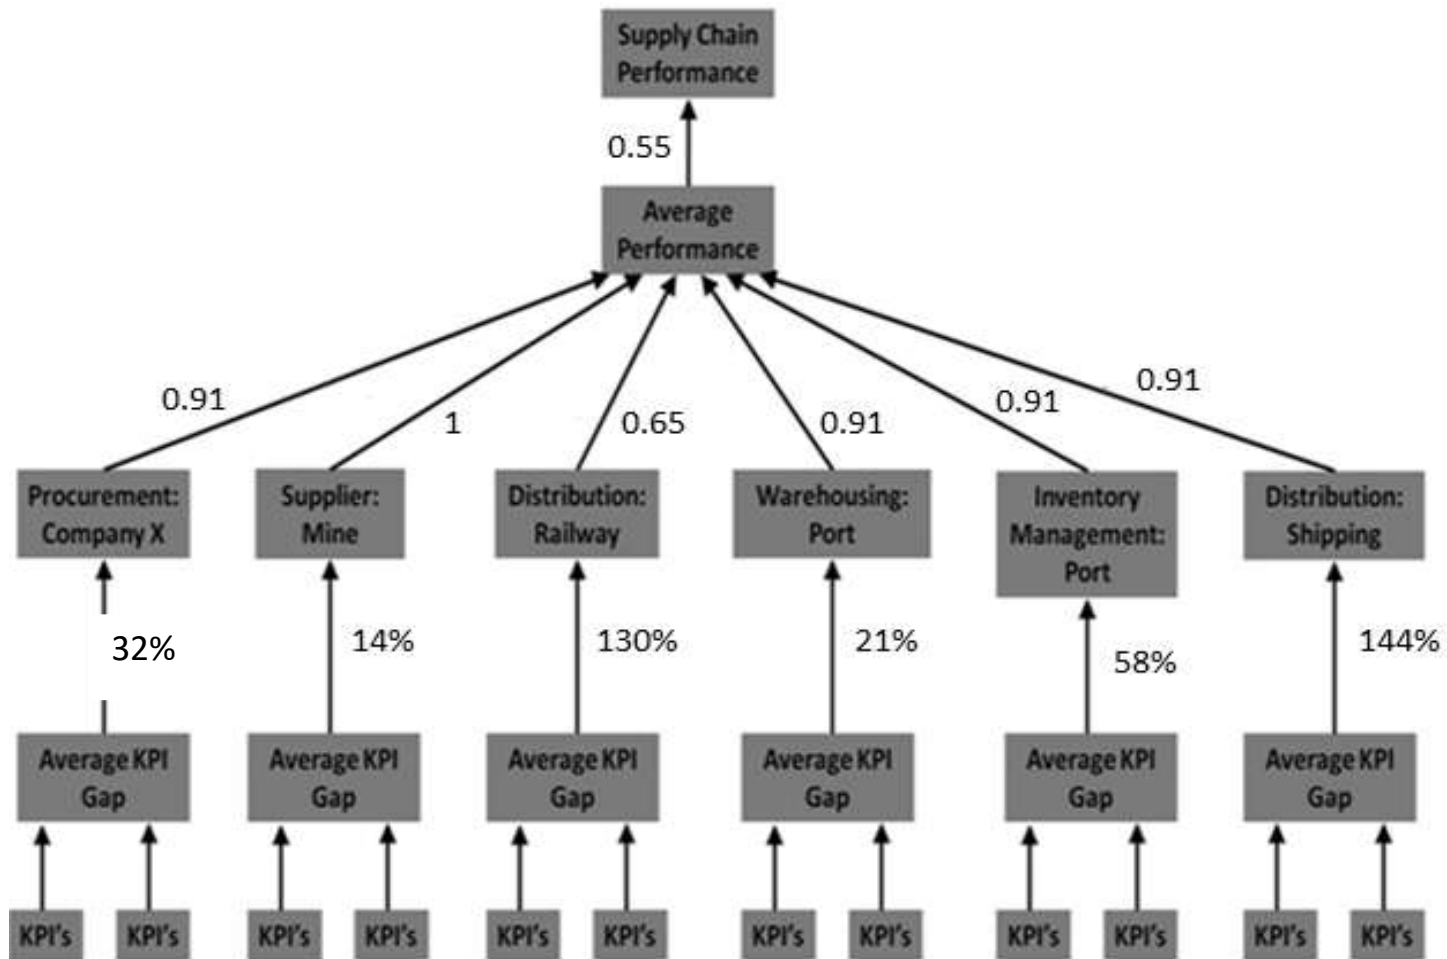 Supply Chain
Performance
0.55
Average
Performance
0.91
1
0.65
0.91
0.91
0.91
Procurement:
Company X
Supplier:
Mine
Distribution:
Railway
Warehousing:
Port
Inventory
Management:
Port
Distribution:
Shipping
32%
14%
130%
21%
58%
144%
Average KPI
Gap
Average KPI
Gap
Average KPI
Gap
Average KPI
Gap
Average KPI
Gap
Average KPI
Gap
KPI's
KPI's
KPI's
KPI's
KPI's
KPI's
KPI's
KPI's
KPI's
KPI's
KPI's
KPI's